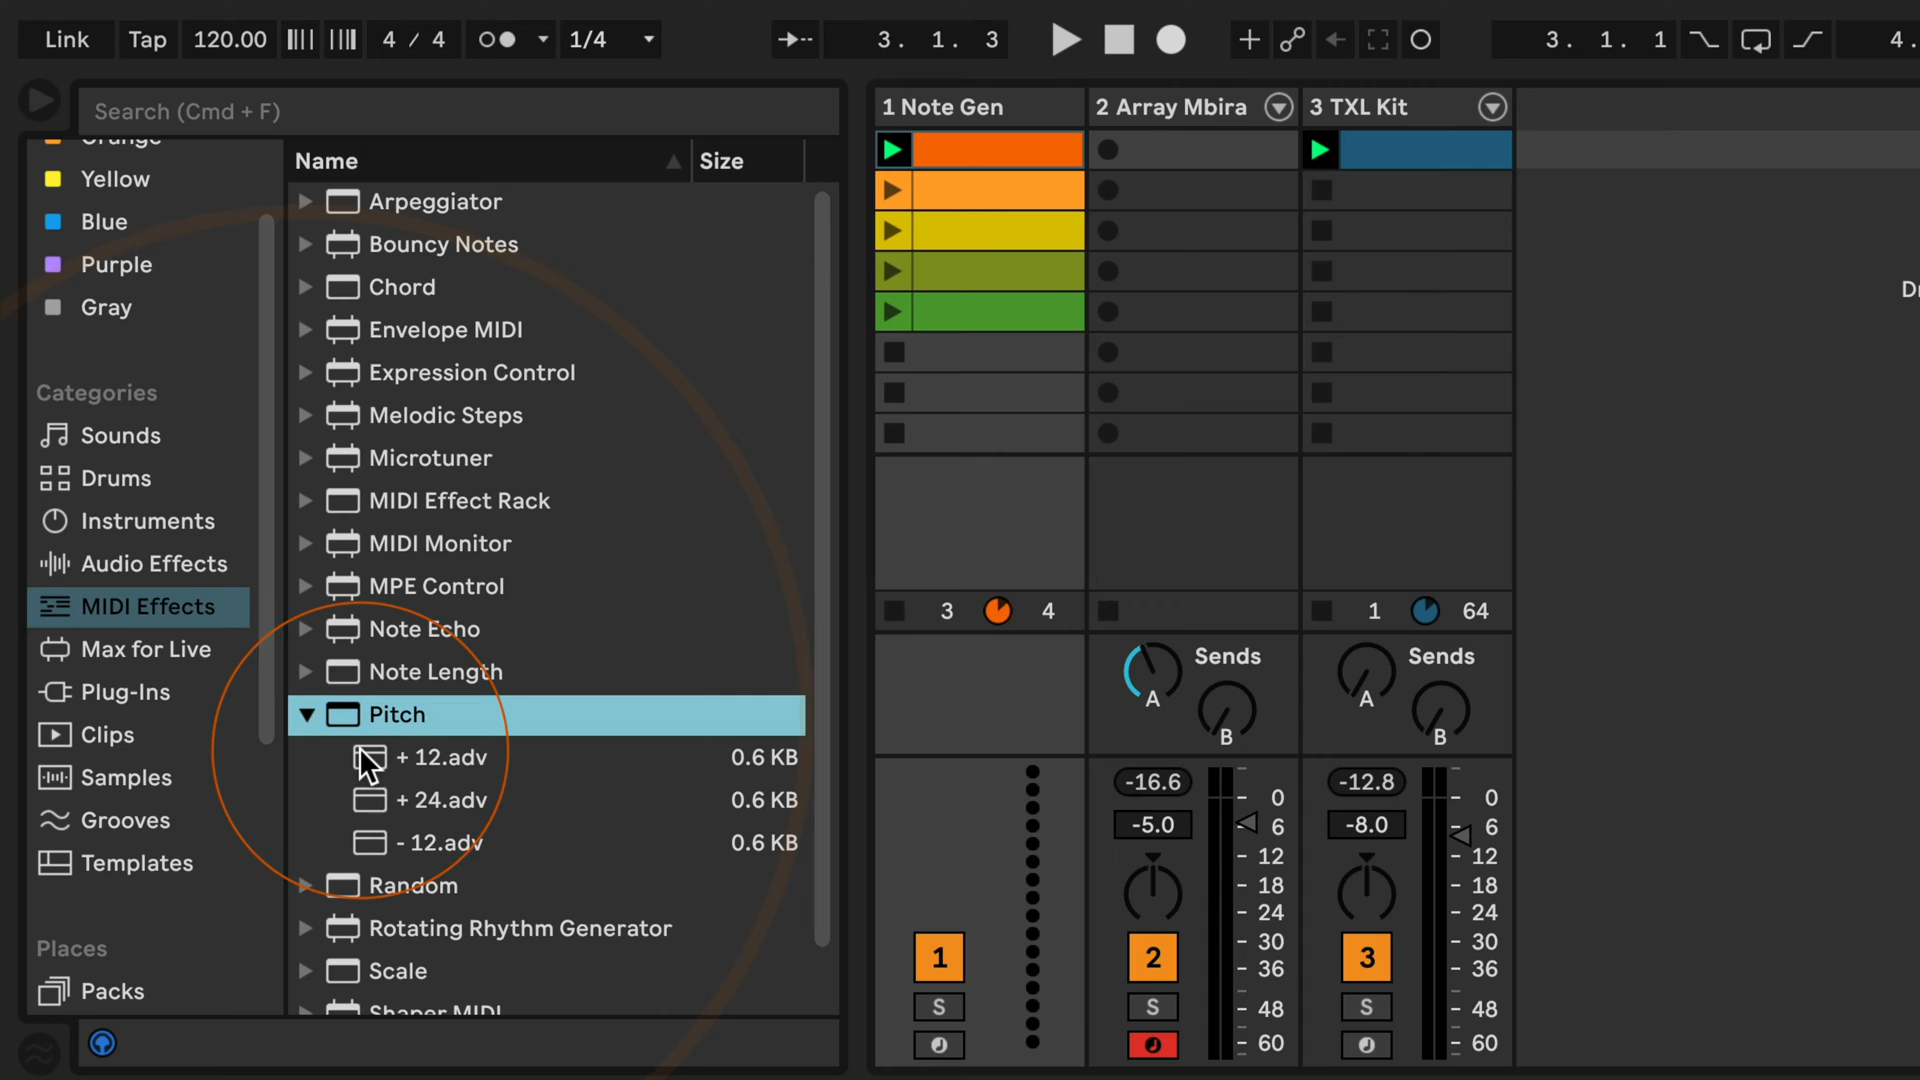 Link Tap 120.00 4 / 4 1/4 3. 1. 3 3. 1. 1 4.
Search (Cmd + F)
Orange
Yellow
Blue
Purple
Gray
Categories
Sounds
Drums
Instruments
Audio Effects
MIDI Effects
Max for Live
Plug-Ins
Clips
Samples
Grooves
Templates
Places
Packs
Name Size
Arpeggiator
Bouncy Notes
Chord
Envelope MIDI
Expression Control
Melodic Steps
Microtuner
MIDI Effect Rack
MIDI Monitor
MPE Control
Note Echo
Note Length
Pitch
+ 12.adv 0.6 KB
+ 24.adv 0.6 KB
- 12.adv 0.6 KB
Random
Rotating Rhythm Generator
Scale
Shaper MIDI
1 Note Gen 2 Array Mbira 3 TXL Kit
3 4 1 64
Sends Sends
A A
B B
-16.6 -12.8
-5.0 -8.0
0 0
6 6
12 12
18 18
24 24
30 30
36 36
48 48
60 60
1 2 3
S S S